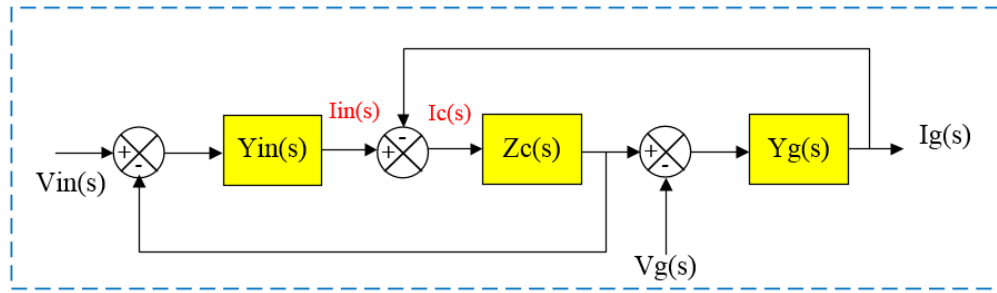 Iin(s)
Ic(s)
+
-
Yin(s)
+
-
Zc(s)
+
-
Yg(s)
Ig(s)
Vin(s)
Vg(s)